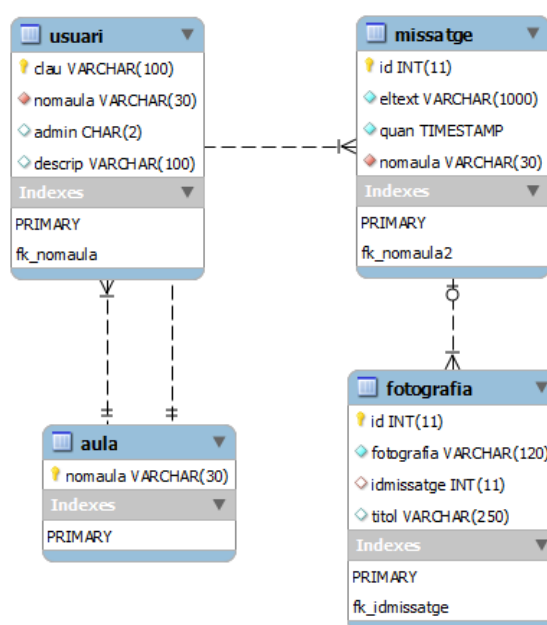 usuari
clau VARCHAR(100)
nomaula VARCHAR(30)
admin CHAR(2)
descrip VARCHAR(100)
Indexes
PRIMARY
fk_nomaula
missatge
id INT(11)
eltext VARCHAR(1000)
quan TIMESTAMP
nomaula VARCHAR(30)
Indexes
PRIMARY
fk_nomaula2
aula
nomaula VARCHAR(30)
Indexes
PRIMARY
fotografia
id INT(11)
fotografia VARCHAR(120)
idmissatge INT(11)
titol VARCHAR(250)
Indexes
PRIMARY
fk_idmissatge